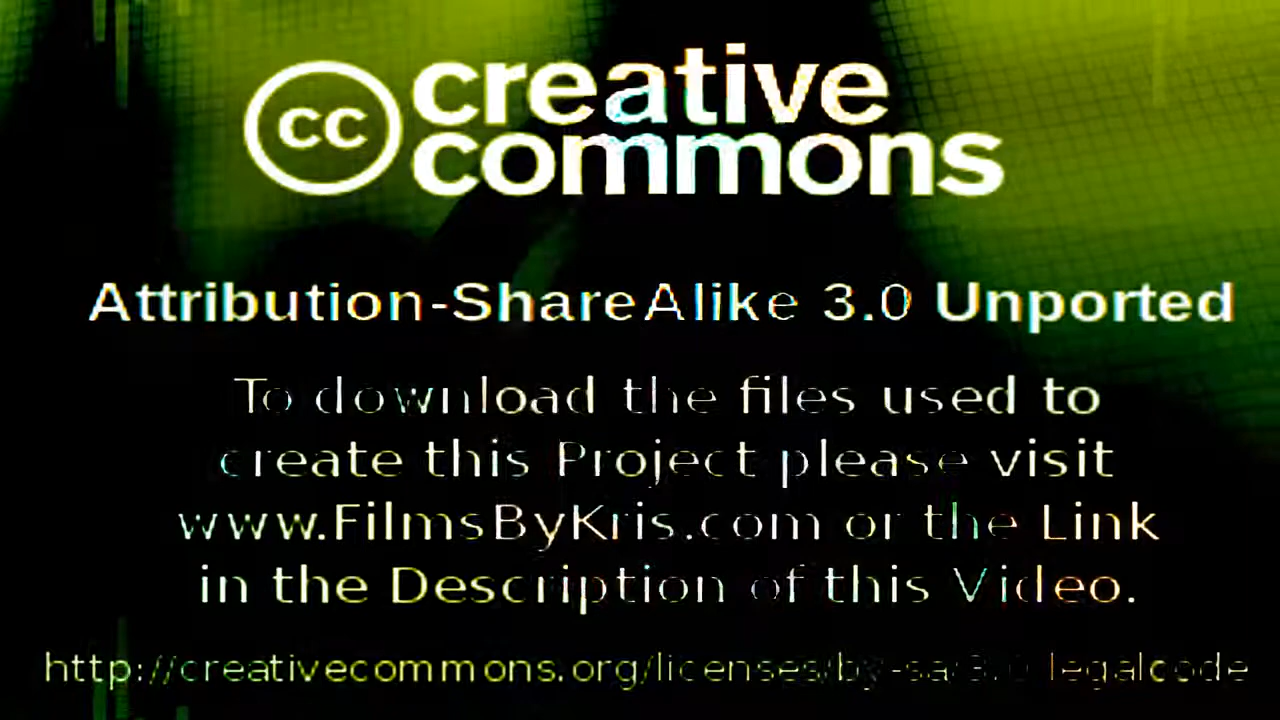 cc creative
commons
Attribution-ShareAlike 3.0 Unported
To download the files used to
create this Project please visit
www.FilmsByKris.com or the Link
in the Description of this Video.
http://creativecommons.org/licenses/by-sa/3.0/legalcode